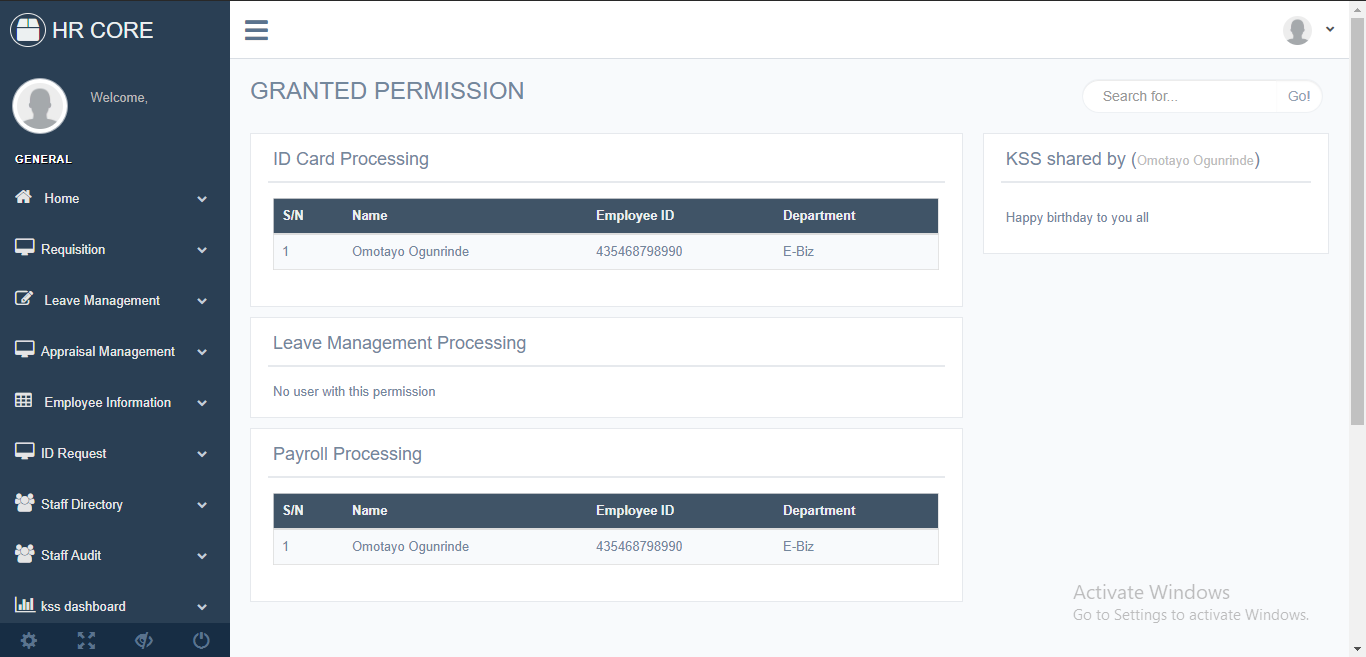 HR CORE
Welcome,
GENERAL
Home
Requisition
Leave Management
Appraisal Management
Employee Information
ID Request
Staff Directory
Staff Audit
kss dashboard
GRANTED PERMISSION
Search for... Go!
ID Card Processing
S/N Name Employee ID Department
1 Omotayo Ogunrinde 435468798990 E-Biz
Leave Management Processing
No user with this permission
Payroll Processing
S/N Name Employee ID Department
1 Omotayo Ogunrinde 435468798990 E-Biz
KSS shared by (Omotayo Ogunrinde)
Happy birthday to you all
Activate Windows
Go to Settings to activate Windows.